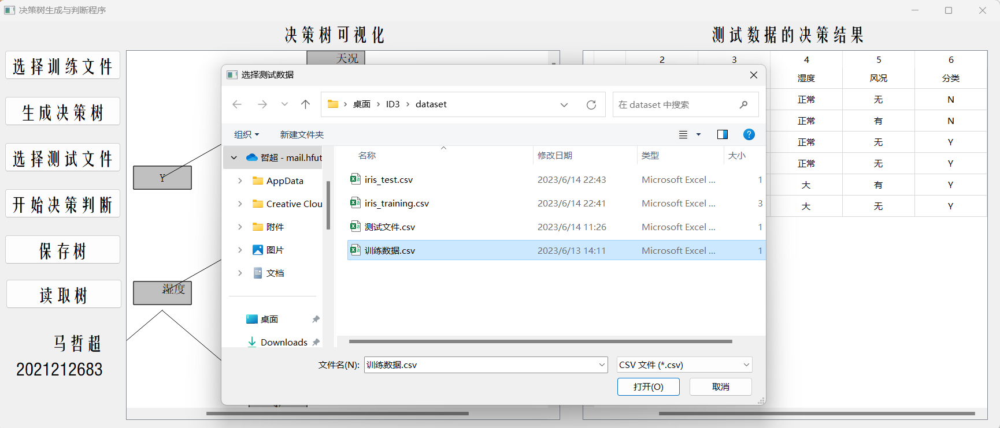 决策树生成与判断程序
决策树可视化
测试数据的决策结果
选择训练文件
生成决策树
选择测试文件
开始决策判断
保存树
读取树
马哲超
2021212683
天况
Y
湿度
选择测试数据
桌面 ID3 dataset
在 dataset 中搜索
组织 新建文件夹
哲超 - mail.hfut
AppData
Creative Clou
附件
图片
文档
桌面
Downloads
名称 修改日期 类型 大小
iris_test.csv 2023/6/14 22:43 Microsoft Excel ... 1
iris_training.csv 2023/6/14 22:41 Microsoft Excel ... 3
测试文件.csv 2023/6/14 11:26 Microsoft Excel ... 1
训练数据.csv 2023/6/13 14:11 Microsoft Excel ... 1
文件名(N): 训练数据.csv CSV 文件 (*.csv)
打开(O) 取消
2 3 4 5 6
湿度 风况 分类
正常 无 N
正常 有 N
正常 无 Y
正常 无 Y
大 有 Y
大 无 Y